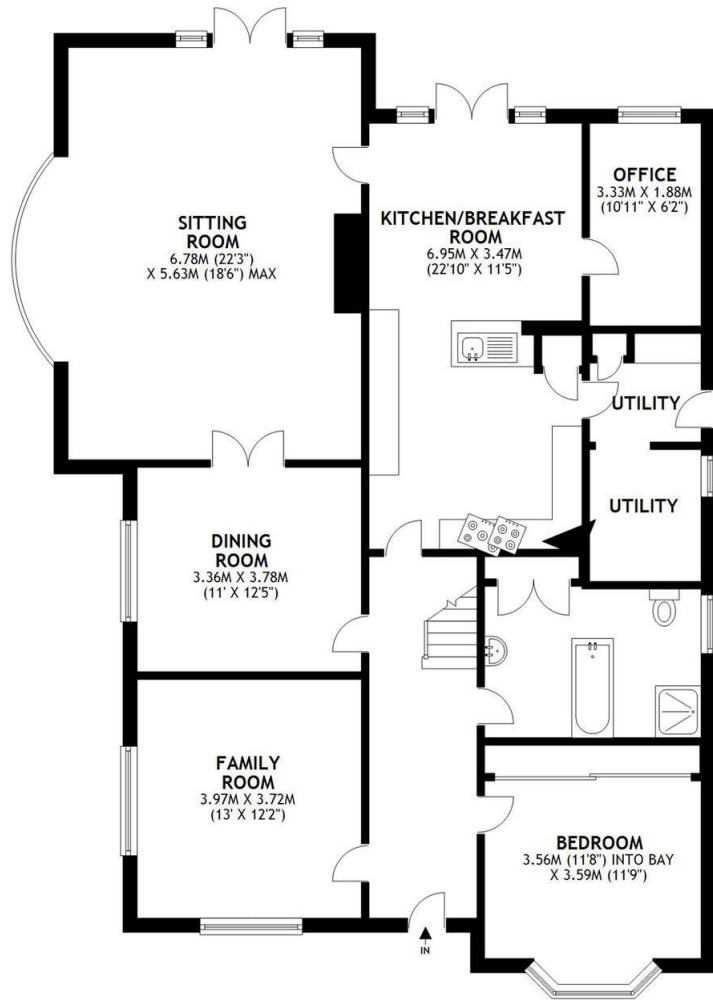 SITTING
ROOM
6.78M (22'3")
X 5.63M (18'6") MAX
KITCHEN/BREAKFAST
ROOM
6.95M X 3.47M
(22'10" X 11'5")
OFFICE
3.33M X 1.88M
(10'11" X 6'2")
UTILITY
UTILITY
DINING
ROOM
3.36M X 3.78M
(11' X 12'5")
FAMILY
ROOM
3.97M X 3.72M
(13' X 12'2")
BEDROOM
3.56M (11'8") INTO BAY
X 3.59M (11'9")
IN